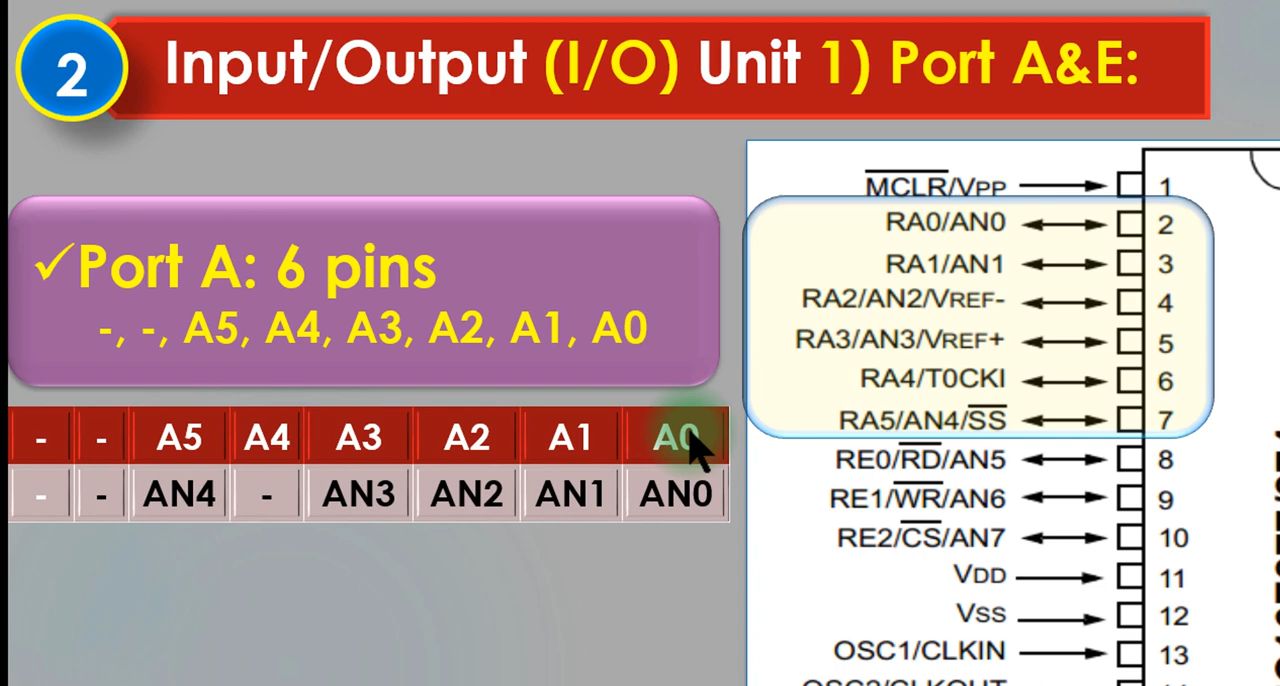 2
Input/Output (I/O) Unit 1) Port A&E:
✓Port A: 6 pins
-, -, A5, A4, A3, A2, A1, A0
- - A5 A4 A3 A2 A1 A0
- - AN4 - AN3 AN2 AN1 AN0
MCLR/VPP 1
RA0/AN0 2
RA1/AN1 3
RA2/AN2/VREF- 4
RA3/AN3/VREF+ 5
RA4/T0CKI 6
RA5/AN4/SS 7
RE0/RD/AN5 8
RE1/WR/AN6 9
RE2/CS/AN7 10
VDD 11
VSS 12
OSC1/CLKIN 13